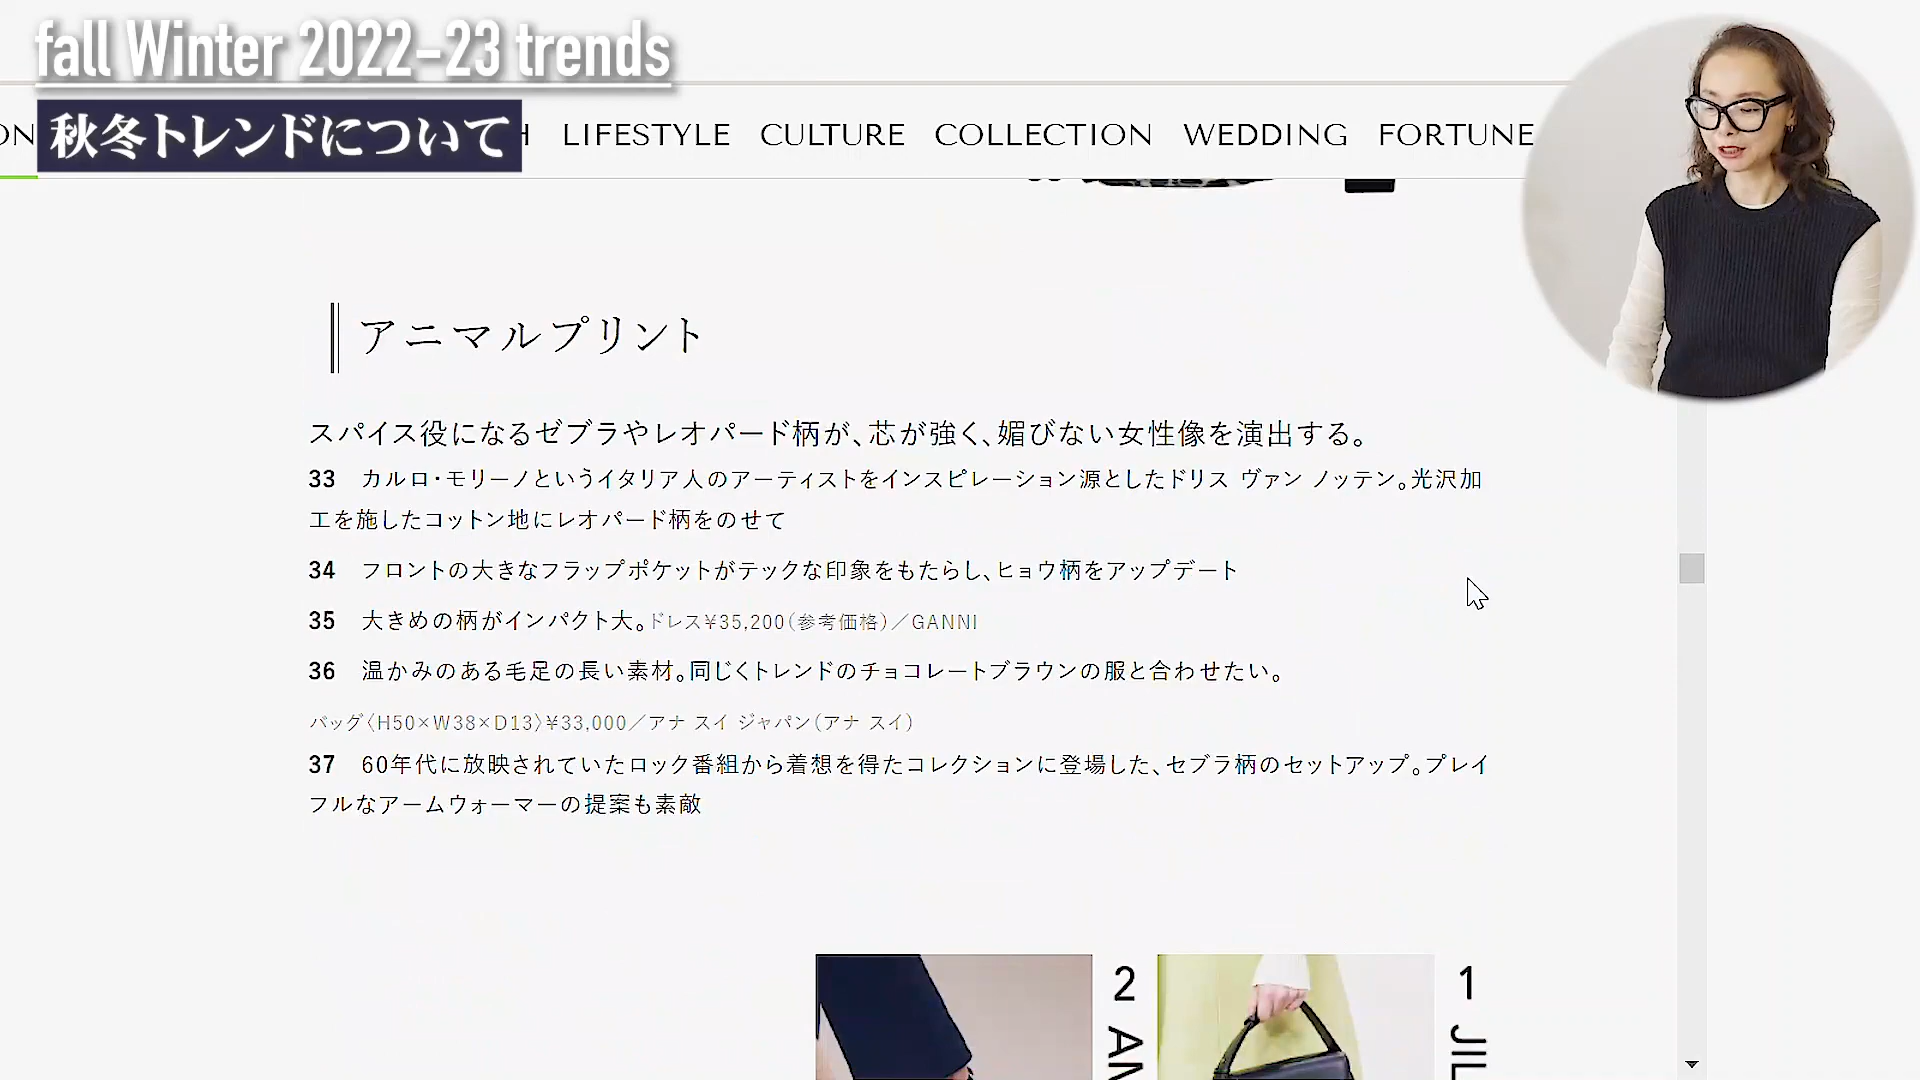 fall Winter 2022-23 trends
秋冬トレンドについて
LIFESTYLE CULTURE COLLECTION WEDDING FORTUNE
アニマルプリント
スパイス役になるゼブラやレオパード柄が、芯が強く、媚びない女性像を演出する。
33 カルロ・モリーノというイタリア人のアーティストをインスピレーション源としたドリス ヴァン ノッテン。光沢加
工を施したコットン地にレオパード柄をのせて
34 フロントの大きなフラップポケットがテックな印象をもたらし、ヒョウ柄をアップデート
35 大きめの柄がインパクト大。ドレス¥35,200(参考価格)/GANNI
36 温かみのある毛足の長い素材。同じくトレンドのチョコレートブラウンの服と合わせたい。
バッグ〈H50×W38×D13〉¥33,000/アナ スイ ジャパン(アナ スイ)
37 60年代に放映されていたロック番組から着想を得たコレクションに登場した、セブラ柄のセットアップ。プレイ
フルなアームウォーマーの提案も素敵
2
1